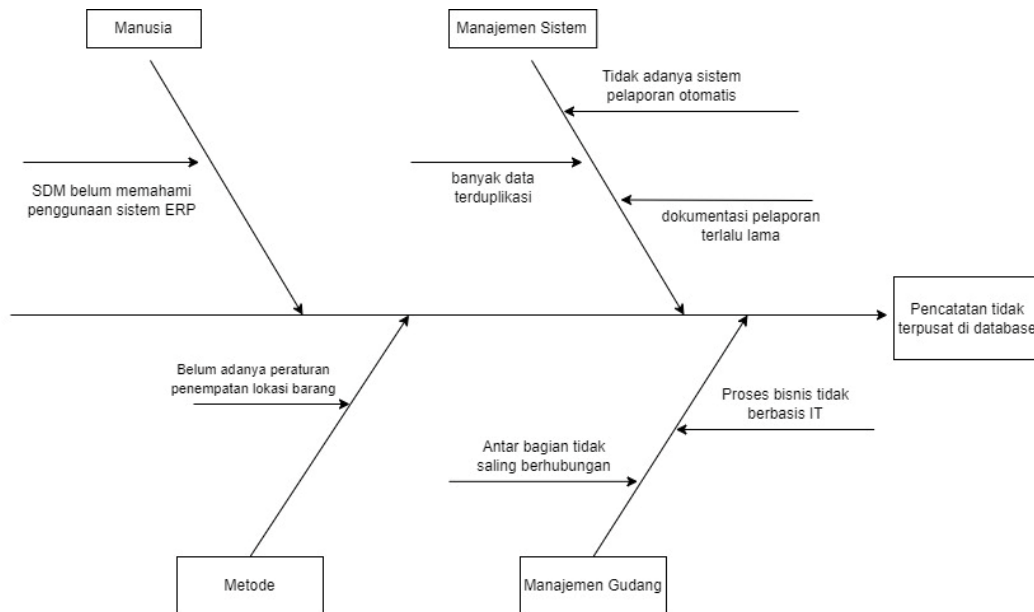 Manusia
Manajemen Sistem
Tidak adanya sistem
pelaporan otomatis
SDM belum memahami
penggunaan sistem ERP
banyak data
terduplikasi
dokumentasi pelaporan
terlalu lama
Pencatatan tidak
terpusat di database
Belum adanya peraturan
penempatan lokasi barang
Proses bisnis tidak
berbasis IT
Antar bagian tidak
saling berhubungan
Metode
Manajemen Gudang